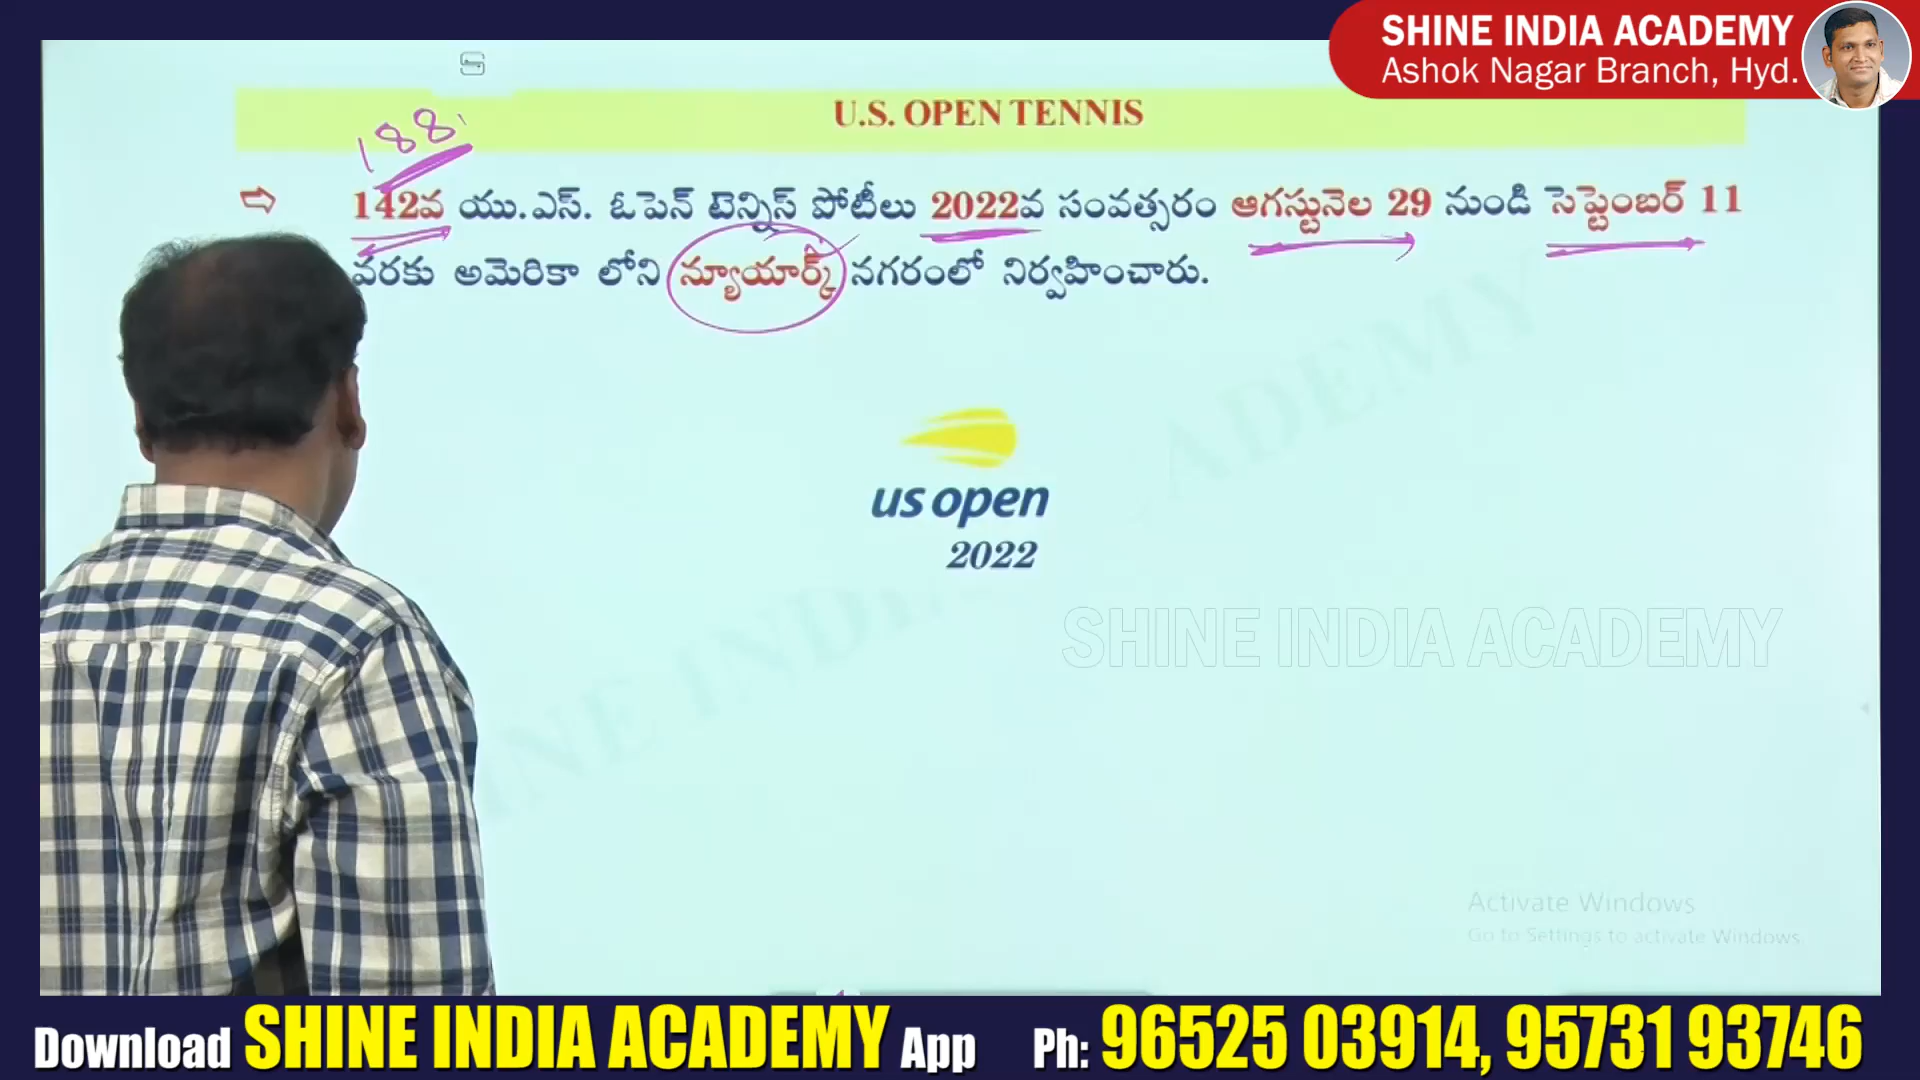 SHINE INDIA ACADEMY
Ashok Nagar Branch, Hyd.
U.S. OPEN TENNIS
188
142వ యు.ఎస్. ఓపెన్ టెన్నిస్ పోటీలు 2022వ సంవత్సరం ఆగస్టునెల 29 నుండి సెప్టెంబర్ 11
వరకు అమెరికా లోని న్యూయార్క్ నగరంలో నిర్వహించారు.
us open
2022
SHINE INDIA ACADEMY
Activate Windows
Go to Settings to activate Windows.
Download SHINE INDIA ACADEMY App Ph: 96525 03914, 95731 93746